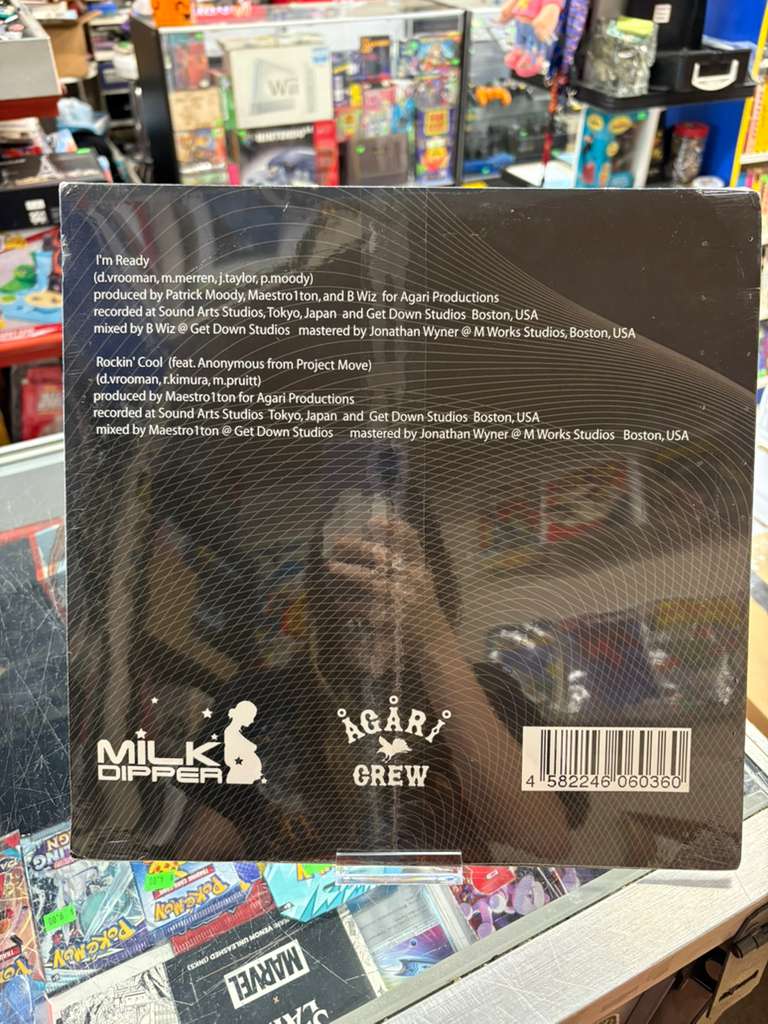 Wii
I'm Ready
(d.vrooman, m.merren, j.taylor, p.moody)
produced by Patrick Moody, Maestro1ton, and B Wiz for Agari Productions
recorded at Sound Arts Studios, Tokyo, Japan and Get Down Studios Boston, USA
mixed by B Wiz @ Get Down Studios mastered by Jonathan Wyner @ M Works Studios, Boston, USA
Rockin' Cool (feat. Anonymous from Project Move)
(d.vrooman, r.kimura, m.pruitt)
produced by Maestro1ton for Agari Productions
recorded at Sound Arts Studios Tokyo, Japan and Get Down Studios Boston, USA
mixed by Maestro1ton @ Get Down Studios mastered by Jonathan Wyner @ M Works Studios Boston, USA
MiLK
DIPPER
ÅGÅRI
CREW
4 582246 060360
POKÉMON
POKÉMON
MARVEL